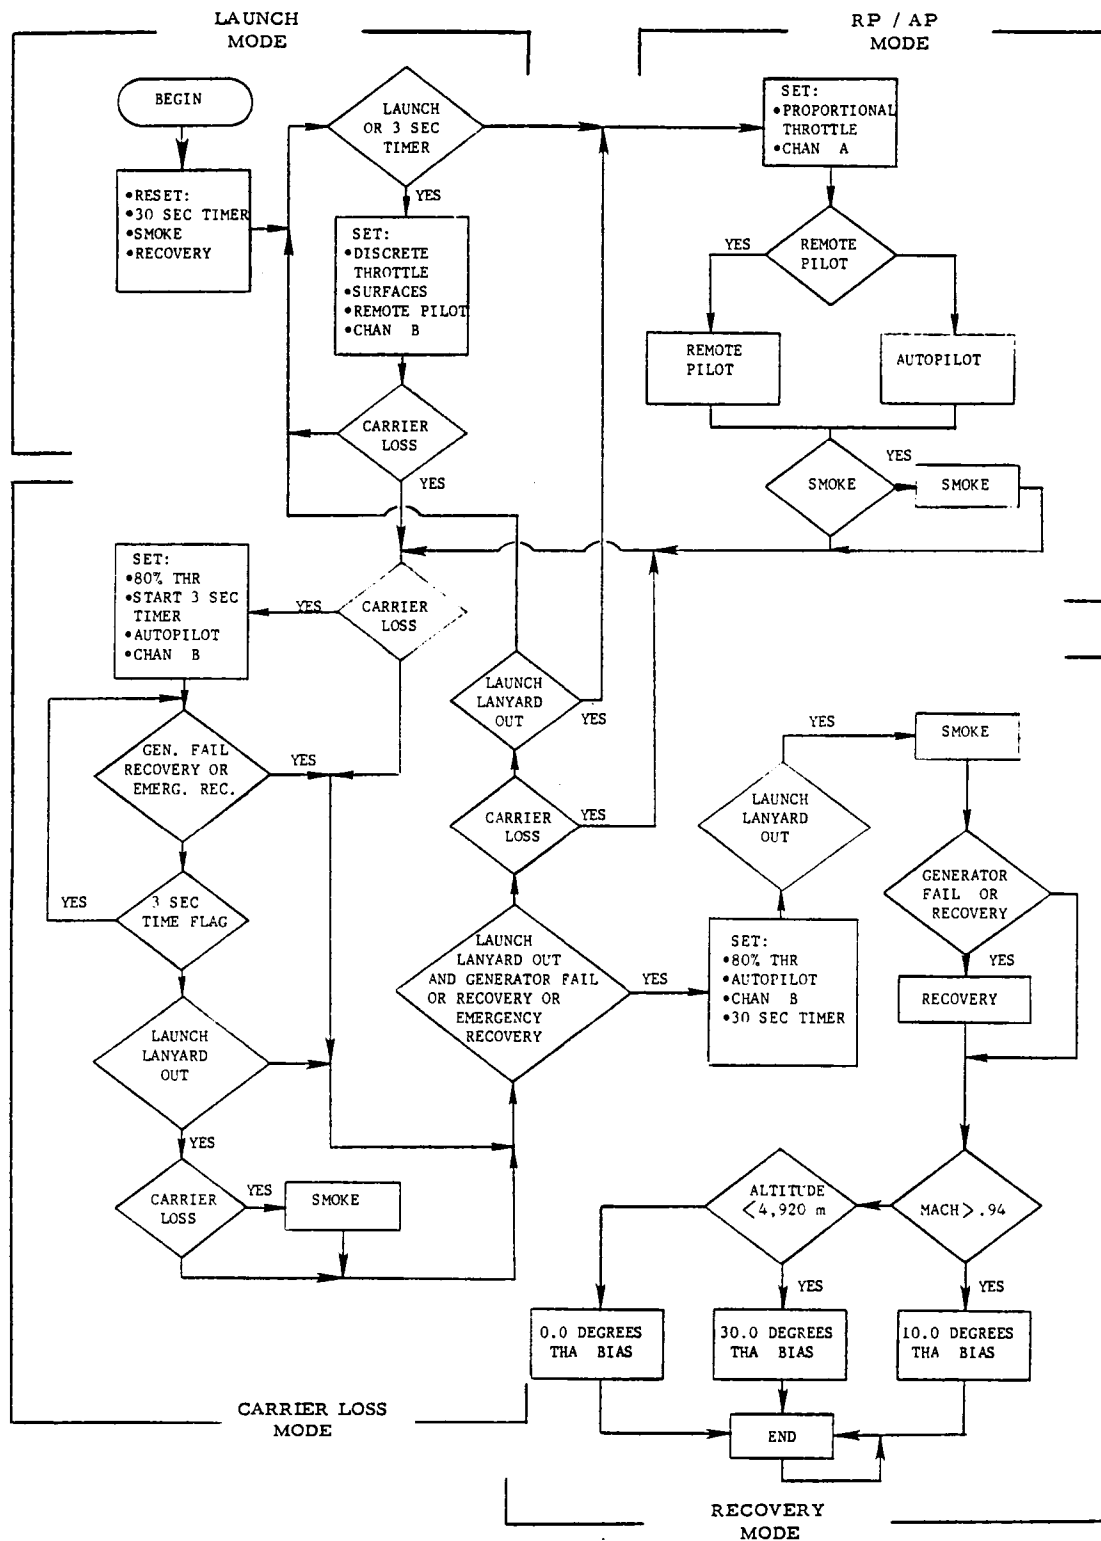 LAUNCH
MODE
RP / AP
MODE
BEGIN
•RESET:
•30 SEC TIMER
•SMOKE
•RECOVERY
LAUNCH
OR 3 SEC
TIMER
YES
SET:
•DISCRETE
THROTTLE
•SURFACES
•REMOTE PILOT
•CHAN B
CARRIER
LOSS
YES
SET:
•PROPORTIONAL
THROTTLE
•CHAN A
REMOTE
PILOT
YES
REMOTE
PILOT
AUTOPILOT
SMOKE
YES
SMOKE
SET:
•80% THR
•START 3 SEC
TIMER
•AUTOPILOT
•CHAN B
YES
CARRIER
LOSS
GEN. FAIL
RECOVERY OR
EMERG. REC.
YES
3 SEC
TIME FLAG
YES
LAUNCH
LANYARD
OUT
YES
CARRIER
LOSS
YES
SMOKE
LAUNCH
LANYARD
OUT
YES
CARRIER
LOSS
YES
LAUNCH
LANYARD OUT
AND GENERATOR FAIL
OR RECOVERY OR
EMERGENCY
RECOVERY
YES
SET:
•80% THR
•AUTOPILOT
•CHAN B
•30 SEC TIMER
LAUNCH
LANYARD
OUT
YES
SMOKE
GENERATOR
FAIL OR
RECOVERY
YES
RECOVERY
MACH > .94
YES
ALTITUDE
< 4,920 m
YES
0.0 DEGREES
THA BIAS
30.0 DEGREES
THA BIAS
10.0 DEGREES
THA BIAS
END
CARRIER LOSS
MODE
RECOVERY
MODE